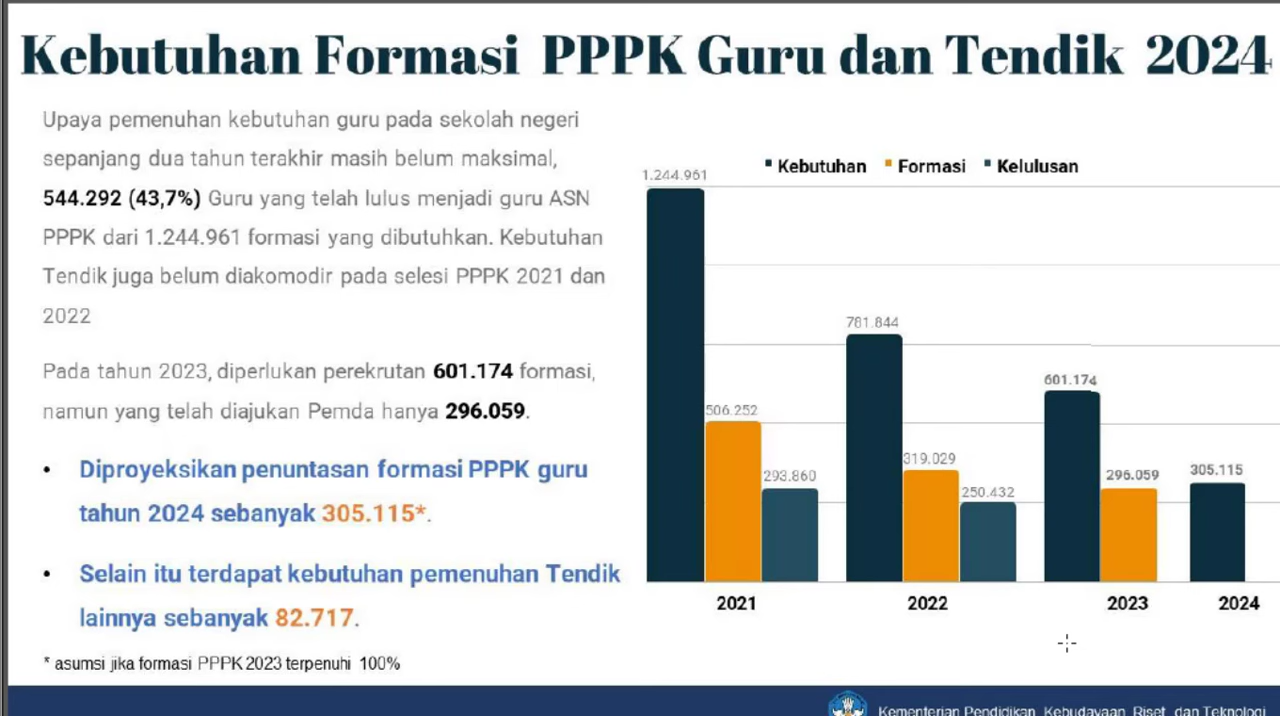 Kebutuhan Formasi PPPK Guru dan Tendik 2024
Upaya pemenuhan kebutuhan guru pada sekolah negeri
sepanjang dua tahun terakhir masih belum maksimal,
544.292 (43,7%) Guru yang telah lulus menjadi guru ASN
PPPK dari 1.244.961 formasi yang dibutuhkan. Kebutuhan
Tendik juga belum diakomodir pada selesi PPPK 2021 dan
2022
Pada tahun 2023, diperlukan perekrutan 601.174 formasi,
namun yang telah diajukan Pemda hanya 296.059.
• Diproyeksikan penuntasan formasi PPPK guru
tahun 2024 sebanyak 305.115*.
• Selain itu terdapat kebutuhan pemenuhan Tendik
lainnya sebanyak 82.717.
* asumsi jika formasi PPPK 2023 terpenuhi 100%
Kebutuhan Formasi Kelulusan
1.244.961
506.252
293.860
781.844
319.029
250.432
601.174
296.059
305.115
2021 2022 2023 2024
Kementerian Pendidikan, Kebudayaan, Riset, dan Teknologi